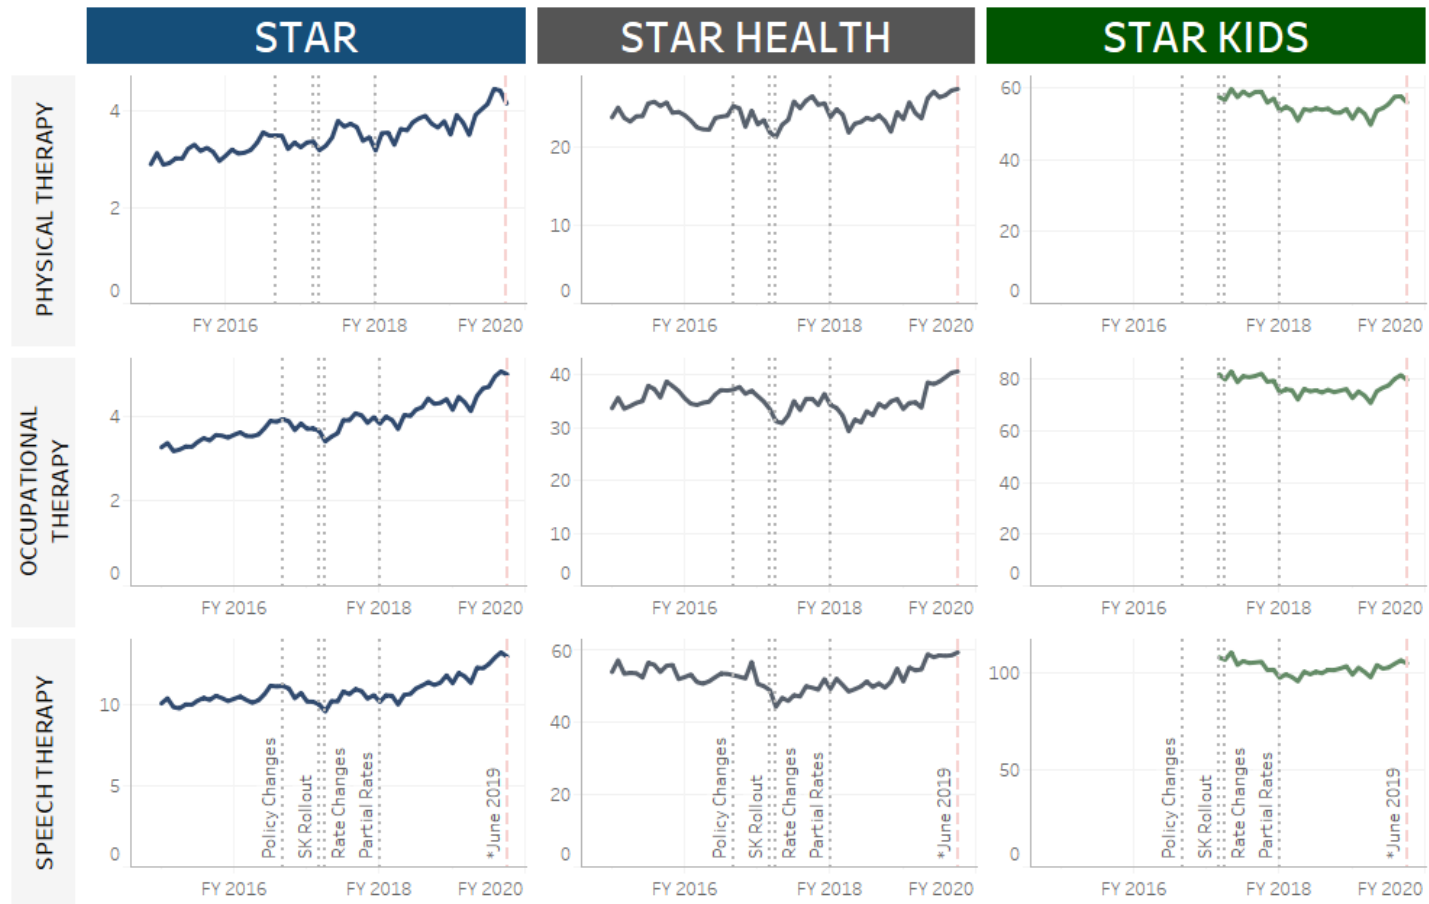 STAR
STAR HEALTH
STAR KIDS
PHYSICAL THERAPY
4
2
0
FY 2016
FY 2018
FY 2020
20
10
0
FY 2016
FY 2018
FY 2020
60
40
20
0
FY 2016
FY 2018
FY 2020
OCCUPATIONAL
THERAPY
4
2
0
FY 2016
FY 2018
FY 2020
40
30
20
10
0
FY 2016
FY 2018
FY 2020
80
60
40
20
0
FY 2016
FY 2018
FY 2020
SPEECH THERAPY
10
5
0
Policy Changes
SK Rollout
Rate Changes
Partial Rates
*June 2019
FY 2016
FY 2018
FY 2020
60
40
20
0
Policy Changes
SK Rollout
Rate Changes
Partial Rates
*June 2019
FY 2016
FY 2018
FY 2020
100
50
0
Policy Changes
SK Rollout
Rate Changes
Partial Rates
*June 2019
FY 2016
FY 2018
FY 2020